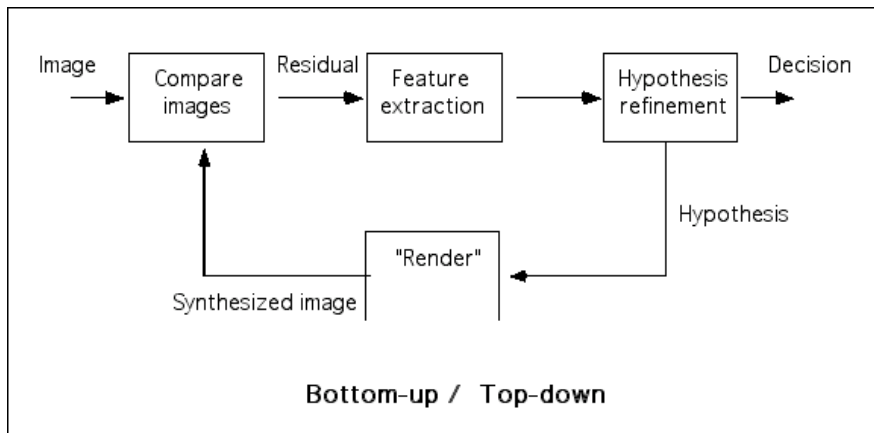 Image
Compare
images
Residual
Feature
extraction
Hypothesis
refinement
Decision
Hypothesis
"Render"
Synthesized image
Bottom-up / Top-down